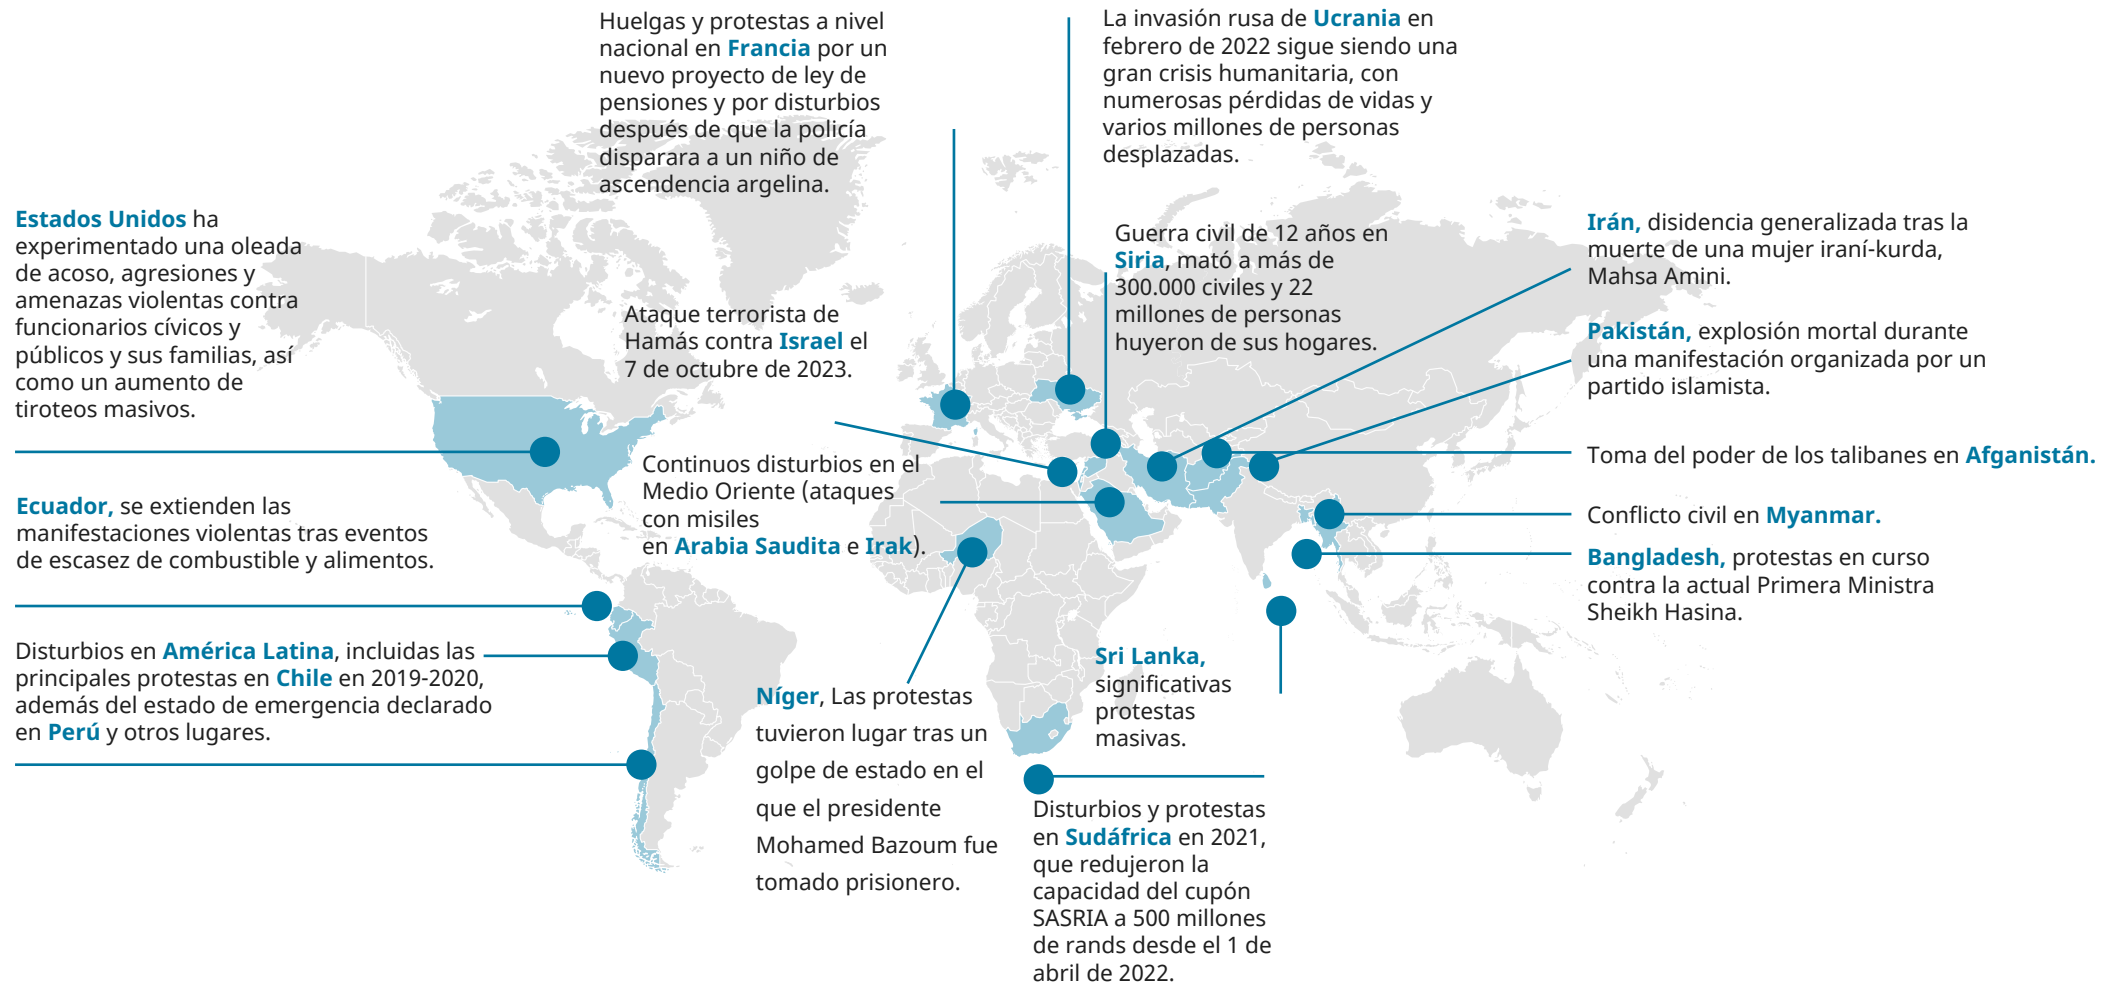 Huelgas y protestas a nivel
nacional en Francia por un
nuevo proyecto de ley de
pensiones y por disturbios
después de que la policía
disparara a un niño de
ascendencia argelina.
La invasión rusa de Ucrania en
febrero de 2022 sigue siendo una
gran crisis humanitaria, con
numerosas pérdidas de vidas y
varios millones de personas
desplazadas.
Estados Unidos ha
experimentado una oleada
de acoso, agresiones y
amenazas violentas contra
funcionarios cívicos y
públicos y sus familias, así
como un aumento de
tiroteos masivos.
Ataque terrorista de
Hamás contra Israel el
7 de octubre de 2023.
Guerra civil de 12 años en
Siria, mató a más de
300.000 civiles y 22
millones de personas
huyeron de sus hogares.
Irán, disidencia generalizada tras la
muerte de una mujer iraní-kurda,
Mahsa Amini.
Pakistán, explosión mortal durante
una manifestación organizada por un
partido islamista.
Toma del poder de los talibanes en Afganistán.
Conflicto civil en Myanmar.
Bangladesh, protestas en curso
contra la actual Primera Ministra
Sheikh Hasina.
Continuos disturbios en el
Medio Oriente (ataques
con misiles
en Arabia Saudita e Irak).
Ecuador, se extienden las
manifestaciones violentas tras eventos
de escasez de combustible y alimentos.
Disturbios en América Latina, incluidas las
principales protestas en Chile en 2019-2020,
además del estado de emergencia declarado
en Perú y otros lugares.
Níger, Las protestas
tuvieron lugar tras un
golpe de estado en el
que el presidente
Mohamed Bazoum fue
tomado prisionero.
Sri Lanka,
significativas
protestas
masivas.
Disturbios y protestas
en Sudáfrica en 2021,
que redujeron la
capacidad del cupón
SASRIA a 500 millones
de rands desde el 1 de
abril de 2022.